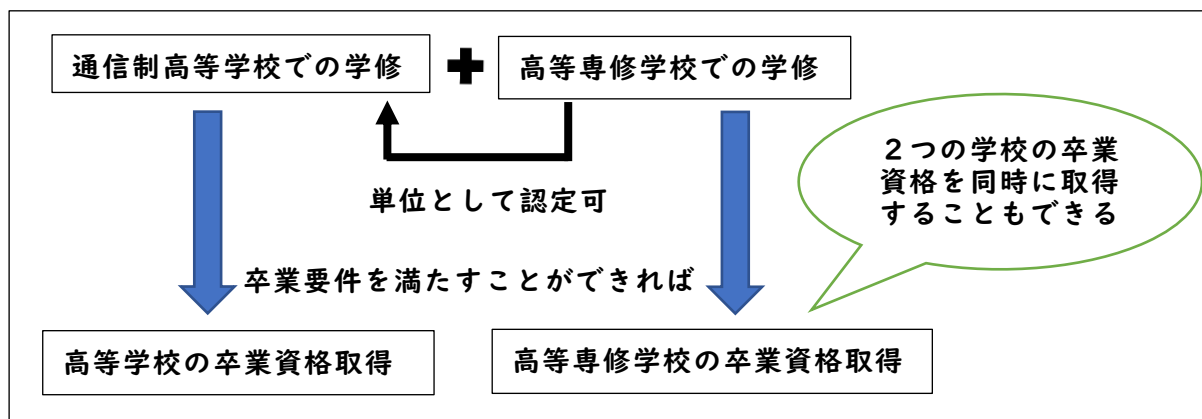 通信制高等学校での学修
高等専修学校での学修
単位として認定可
２つの学校の卒業
資格を同時に取得
することもできる
卒業要件を満たすことができれば
高等学校の卒業資格取得
高等専修学校の卒業資格取得